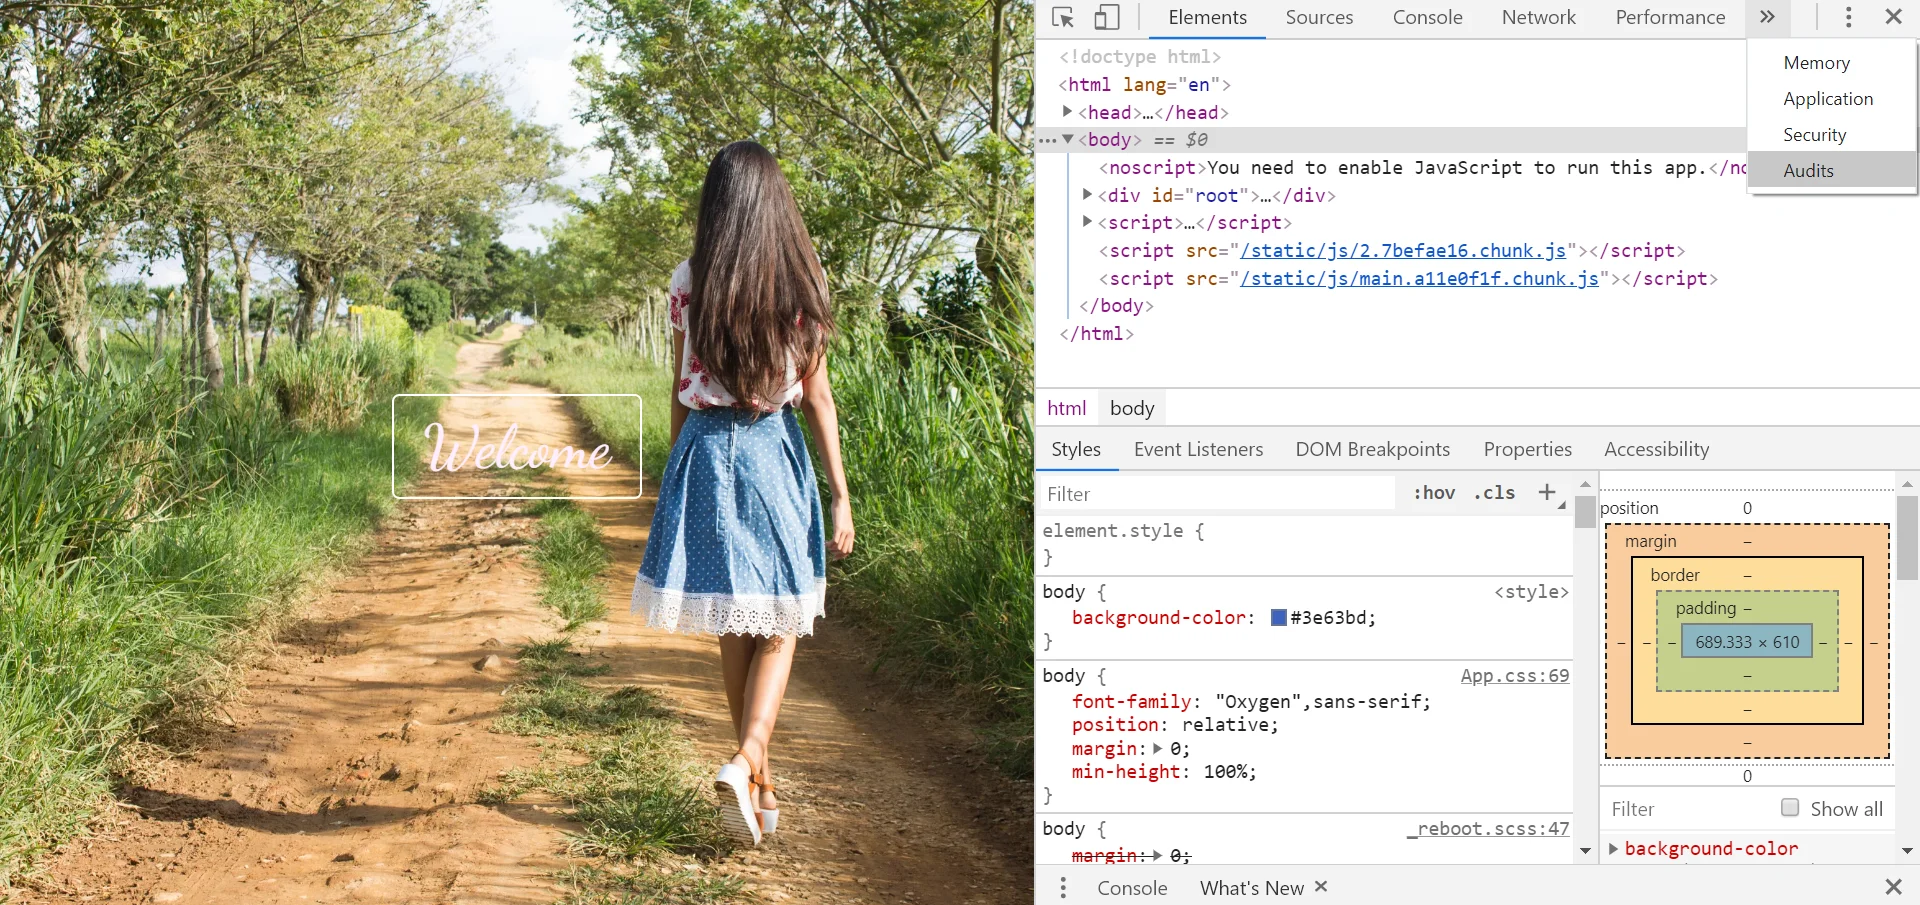 Welcome
Elements Sources Console Network Performance »
Memory
Application
Security
Audits
<!doctype html>
<html lang="en">
<head>…</head>
<body> == $0
<noscript>You need to enable JavaScript to run this app.</no
<div id="root">…</div>
<script>…</script>
<script src="/static/js/2.7befae16.chunk.js"></script>
<script src="/static/js/main.a11e0f1f.chunk.js"></script>
</body>
</html>
html body
Styles Event Listeners DOM Breakpoints Properties Accessibility
Filter :hov .cls +
element.style {
}
body { <style>
background-color: #3e63bd;
}
body { App.css:69
font-family: "Oxygen",sans-serif;
position: relative;
margin: 0;
min-height: 100%;
}
body { _reboot.scss:47
margin: 0;
position 0
margin –
border –
padding –
– – – 689.333 × 610 – – –
–
–
–
0
Filter Show all
background-color
Console What's New ×